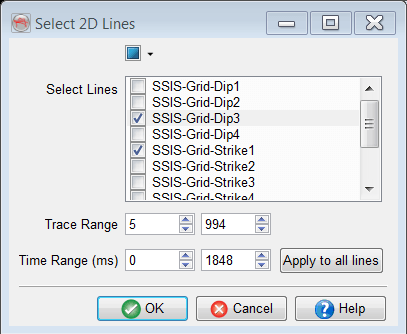 Select 2D Lines
Select Lines
SSIS-Grid-Dip1
SSIS-Grid-Dip2
SSIS-Grid-Dip3
SSIS-Grid-Dip4
SSIS-Grid-Strike1
SSIS-Grid-Strike2
SSIS-Grid-Strike3
SSIS-Grid-Strike4
Trace Range 5 994
Time Range (ms) 0 1848 Apply to all lines
OK Cancel Help